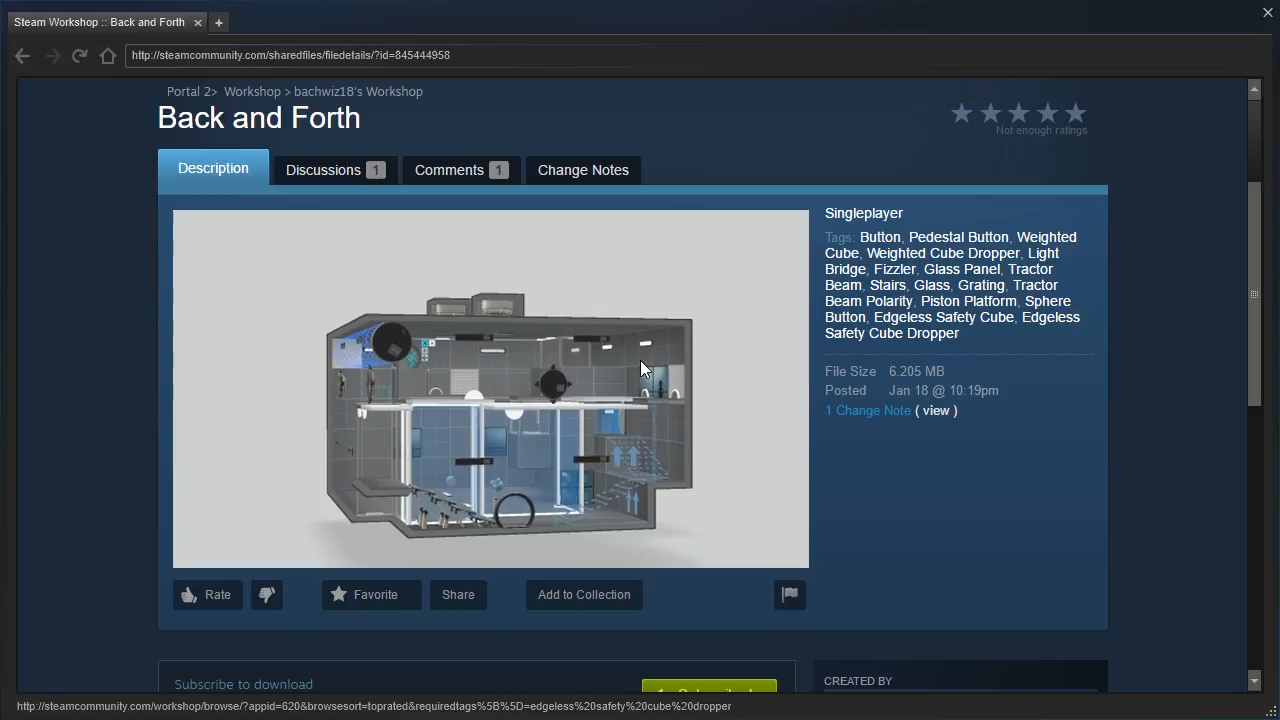 Steam Workshop :: Back and Forth
http://steamcommunity.com/sharedfiles/filedetails/?id=845444958
Portal 2> Workshop > bachwiz18's Workshop
Back and Forth
Not enough ratings
Description
Discussions 1
Comments 1
Change Notes
Singleplayer
Tags: Button, Pedestal Button, Weighted
Cube, Weighted Cube Dropper, Light
Bridge, Fizzler, Glass Panel, Tractor
Beam, Stairs, Glass, Grating, Tractor
Beam Polarity, Piston Platform, Sphere
Button, Edgeless Safety Cube, Edgeless
Safety Cube Dropper
File Size 6.205 MB
Posted Jan 18 @ 10:19pm
1 Change Note ( view )
Rate
Favorite
Share
Add to Collection
Subscribe to download
CREATED BY
http://steamcommunity.com/workshop/browse/?appid=620&browsesort=toprated&requiredtags%5B%5D=edgeless%20safety%20cube%20dropper